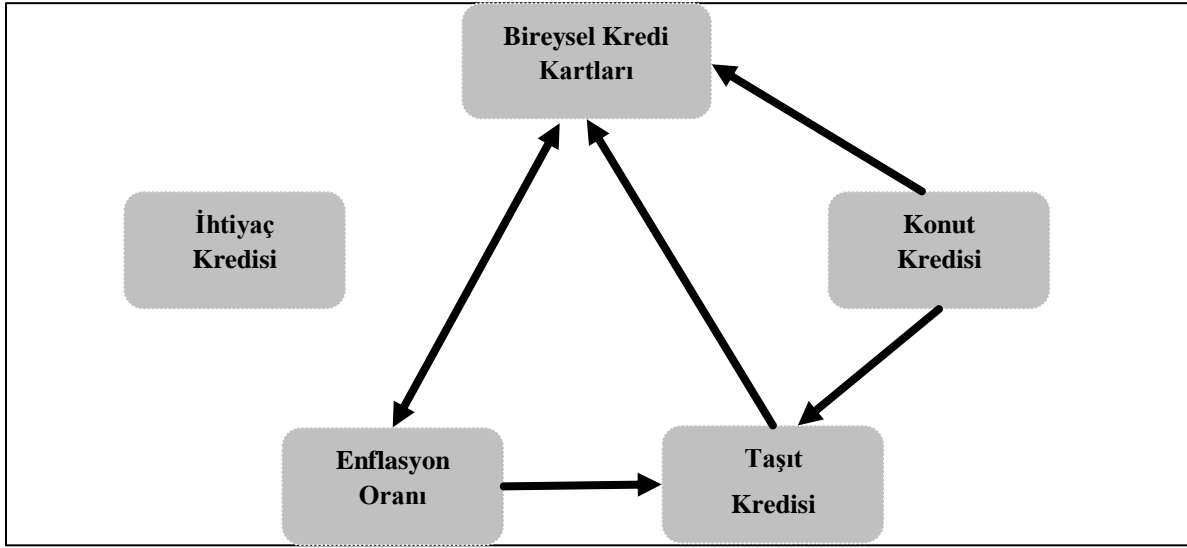 Bireysel Kredi
Kartları
İhtiyaç
Kredisi
Konut
Kredisi
Enflasyon
Oranı
Taşıt
Kredisi